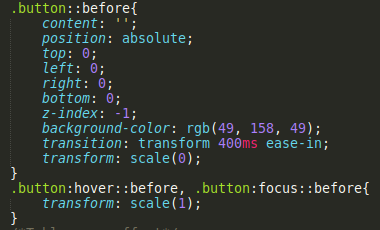 .button::before{
    content: '';
    position: absolute;
    top: 0;
    left: 0;
    right: 0;
    bottom: 0;
    z-index: -1;
    background-color: rgb(49, 158, 49);
    transition: transform 400ms ease-in;
    transform: scale(0);
}
.button:hover::before, .button:focus::before{
    transform: scale(1);
}